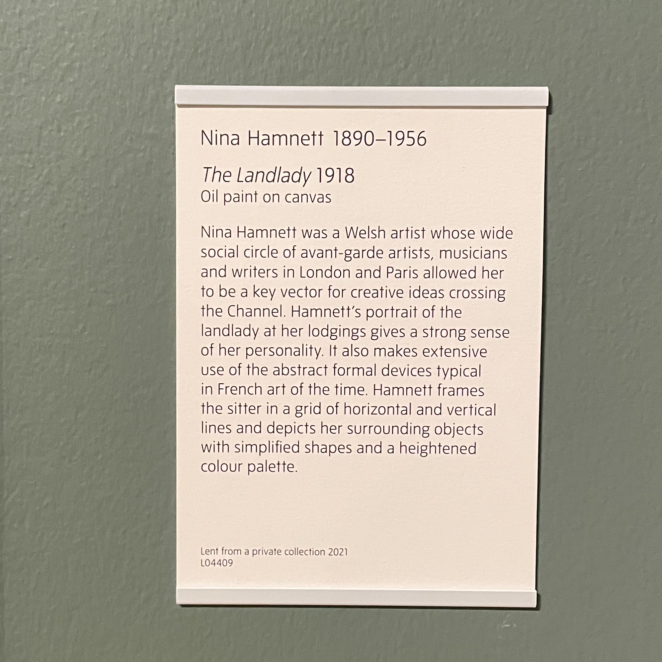 Nina Hamnett 1890–1956
The Landlady 1918
Oil paint on canvas
Nina Hamnett was a Welsh artist whose wide
social circle of avant-garde artists, musicians
and writers in London and Paris allowed her
to be a key vector for creative ideas crossing
the Channel. Hamnett’s portrait of the
landlady at her lodgings gives a strong sense
of her personality. It also makes extensive
use of the abstract formal devices typical
in French art of the time. Hamnett frames
the sitter in a grid of horizontal and vertical
lines and depicts her surrounding objects
with simplified shapes and a heightened
colour palette.
Lent from a private collection 2021
L04409